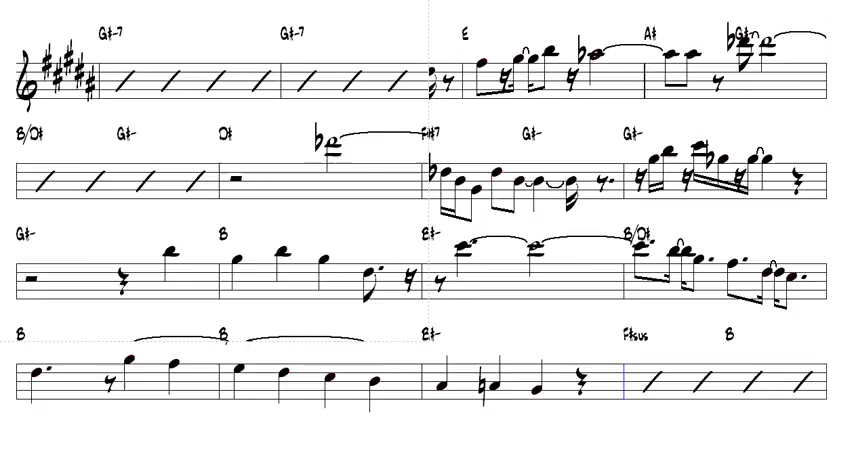 G#-7 G#-7 E A# G#-
B/D# G#- D# F#7 G#- G#-
G#- B E#- B/D#
B B E#- F#sus B